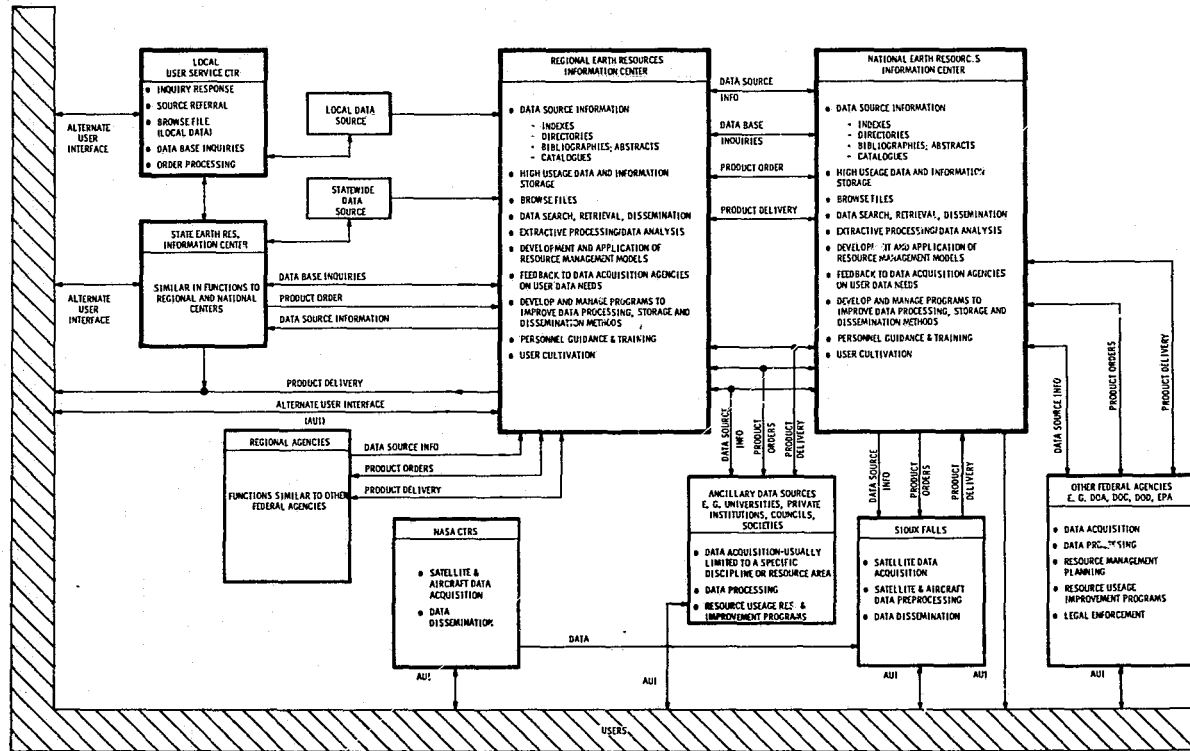 LOCAL
USER SERVICE CTR
• INQUIRY RESPONSE
• SOURCE REFERRAL
• BROWSE FILE
(LOCAL DATA)
• DATA BASE INQUIRIES
• ORDER PROCESSING
ALTERNATE
USER
INTERFACE
LOCAL DATA
SOURCE
STATEWIDE
DATA
SOURCE
STATE EARTH RES.
INFORMATION CENTER
SIMILAR IN FUNCTIONS TO
REGIONAL AND NATIONAL
CENTERS
ALTERNATE
USER
INTERFACE
DATA BASE INQUIRIES
PRODUCT ORDER
DATA SOURCE INFORMATION
PRODUCT DELIVERY
ALTERNATE USER INTERFACE
(AUI)
REGIONAL EARTH RESOURCES
INFORMATION CENTER
• DATA SOURCE INFORMATION
- INDEXES
- DIRECTORIES
- BIBLIOGRAPHIES; ABSTRACTS
- CATALOGUES
• HIGH USEAGE DATA AND INFORMATION
STORAGE
• BROWSE FILES
• DATA SEARCH, RETRIEVAL, DISSEMINATION
• EXTRACTIVE PROCESSING/DATA ANALYSIS
• DEVELOPMENT AND APPLICATION OF
RESOURCE MANAGEMENT MODELS
• FEEDBACK TO DATA ACQUISITION AGENCIES
ON USER DATA NEEDS
• DEVELOP AND MANAGE PROGRAMS TO
IMPROVE DATA PROCESSING, STORAGE AND
DISSEMINATION METHODS
• PERSONNEL GUIDANCE & TRAINING
• USER CULTIVATION
DATA SOURCE
INFO
DATA BASE
INQUIRIES
PRODUCT ORDER
PRODUCT DELIVERY
NATIONAL EARTH RESOURC.S
INFORMATION CENTER
• DATA SOURCE INFORMATION
- INDEXES
- DIRECTORIES
- BIBLIOGRAPHIES; ABSTRACTS
- CATALOGUES
• HIGH USEAGE DATA AND INFORMATION
STORAGE
• BROWSE FILES
• DATA SEARCH, RETRIEVAL, DISSEMINATION
• EXTRACTIVE PROCESSING/DATA ANALYSIS
• AND APPLICATION OF
RESOURCE MANAGEMENT MODELS
• FEEDBACK TO DATA ACQUISITION AGENCIES
ON USER DATA NEEDS
• DEVELOP AND MANAGE PROGRAMS TO
IMPROVE DATA PROCESSING, STORAGE AND
DISSEMINATION METHODS
• PERSONNEL GUIDANCE & TRAINING
• USER CULTIVATION
REGIONAL AGENCIES
FUNCTIONS SIMILAR TO OTHER
FEDERAL AGENCIES
DATA SOURCE INFO
PRODUCT ORDERS
PRODUCT DELIVERY
NASA CTRS
• SATELLITE &
AIRCRAFT DATA
ACQUISITION
• DATA
DISSEMINATION
DATA SOURCE
INFO
PRODUCT
ORDERS
PRODUCT
DELIVERY
ANCILLARY DATA SOURCES
E. G. UNIVERSITIES, PRIVATE
INSTITUTIONS, COUNCILS,
SOCIETIES
• DATA ACQUISITION-USUALLY
LIMITED TO A SPECIFIC
DISCIPLINE OR RESOURCE AREA
• DATA PROCESSING
• RESOURCE USEAGE RES. &
IMPROVEMENT PROGRAMS
DATA SOURCE
INFO
PRODUCT
ORDERS
PRODUCT
DELIVERY
SIOUX FALLS
• SATELLITE DATA
ACQUISITION
• SATELLITE & AIRCRAFT
DATA PREPROCESSING
• DATA DISSEMINATION
DATA SOURCE INFO
PRODUCT ORDERS
PRODUCT DELIVERY
OTHER FEDERAL AGENCIES
E. G. DOA, DOC, DOD, EPA
• DATA ACQUISITION
• DATA
• RESOURCE MANAGEMENT
PLANNING
• RESOURCE USEAGE
IMPROVEMENT PROGRAMS
• LEGAL ENFORCEMENT
DATA
AUI
AUI
AUI
AUI
AUI
USERS